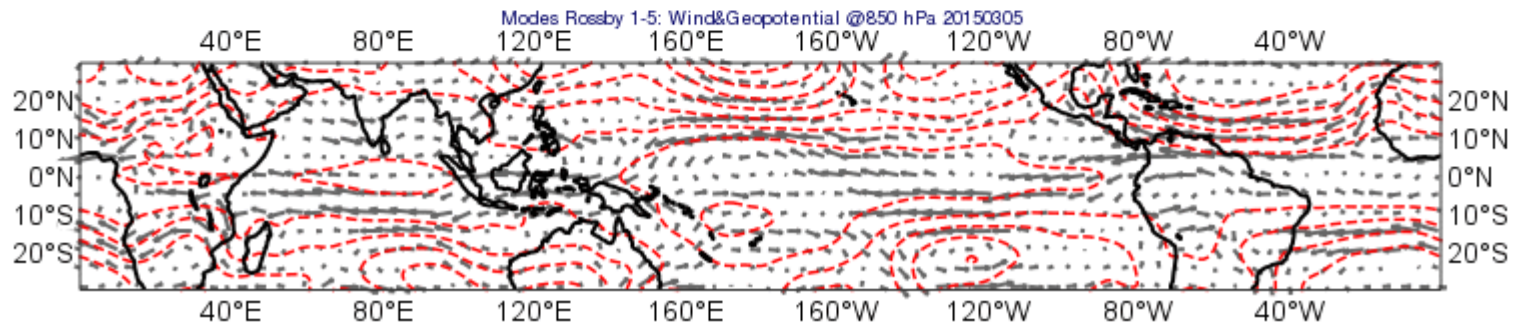 Modes Rossby 1-5: Wind&Geopotential @850 hPa 20150305
40°E 80°E 120°E 160°E 160°W 120°W 80°W 40°W
20°N 20°N
10°N 10°N
0°N 0°N
10°S 10°S
20°S 20°S
40°E 80°E 120°E 160°E 160°W 120°W 80°W 40°W